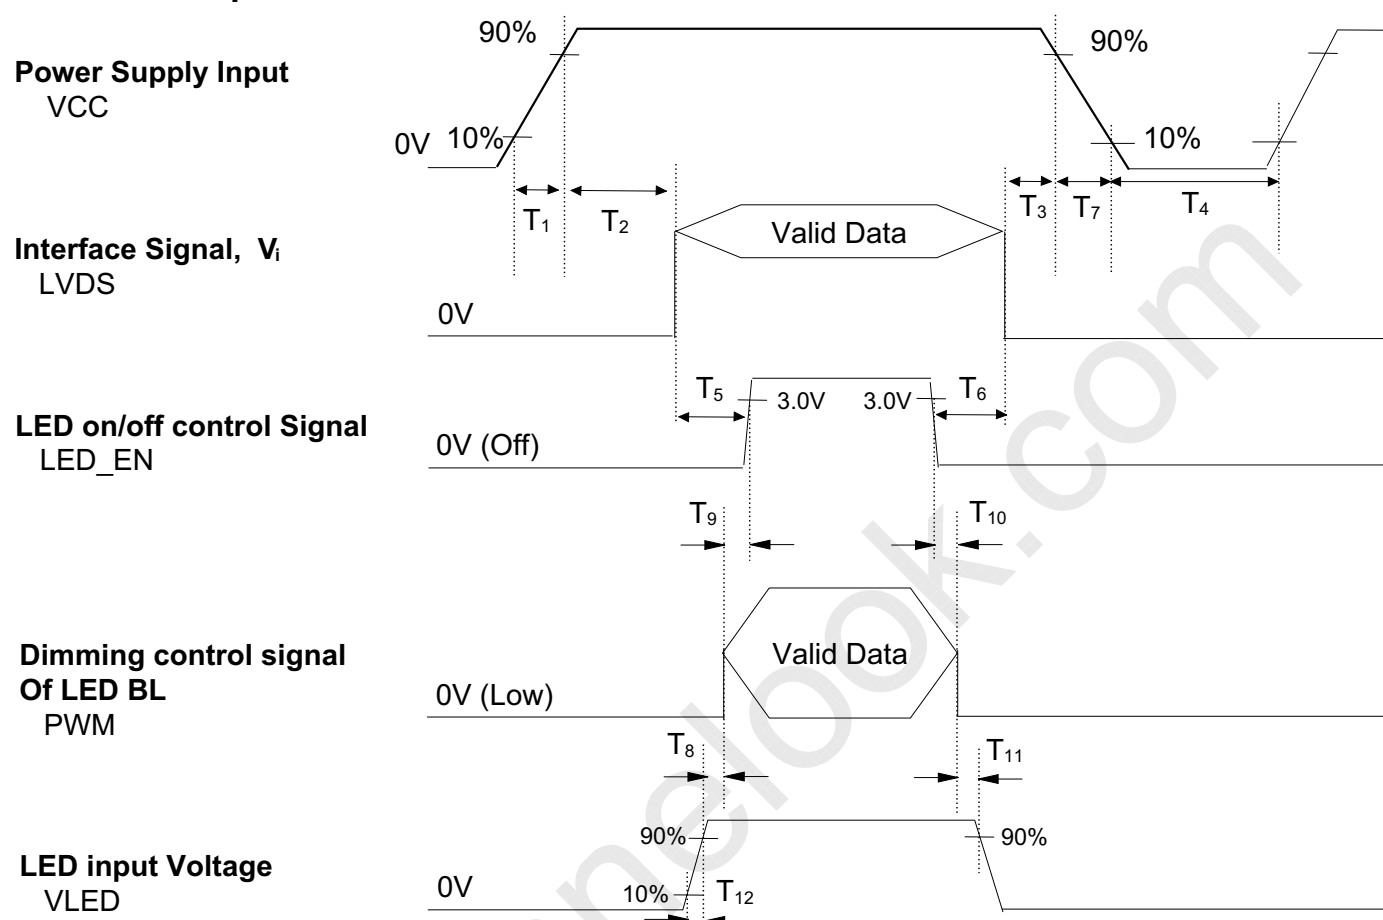 90%
90%
Power Supply Input
VCC
0V 10%
10%
T1
T2
T3
T7
T4
Valid Data
Interface Signal, Vi
LVDS
0V
T5
3.0V
3.0V
T6
LED on/off control Signal
LED_EN
0V (Off)
T9
T10
Dimming control signal
Of LED BL
PWM
Valid Data
0V (Low)
T8
T11
90%
90%
LED input Voltage
VLED
0V
10%
T12
nelook.com